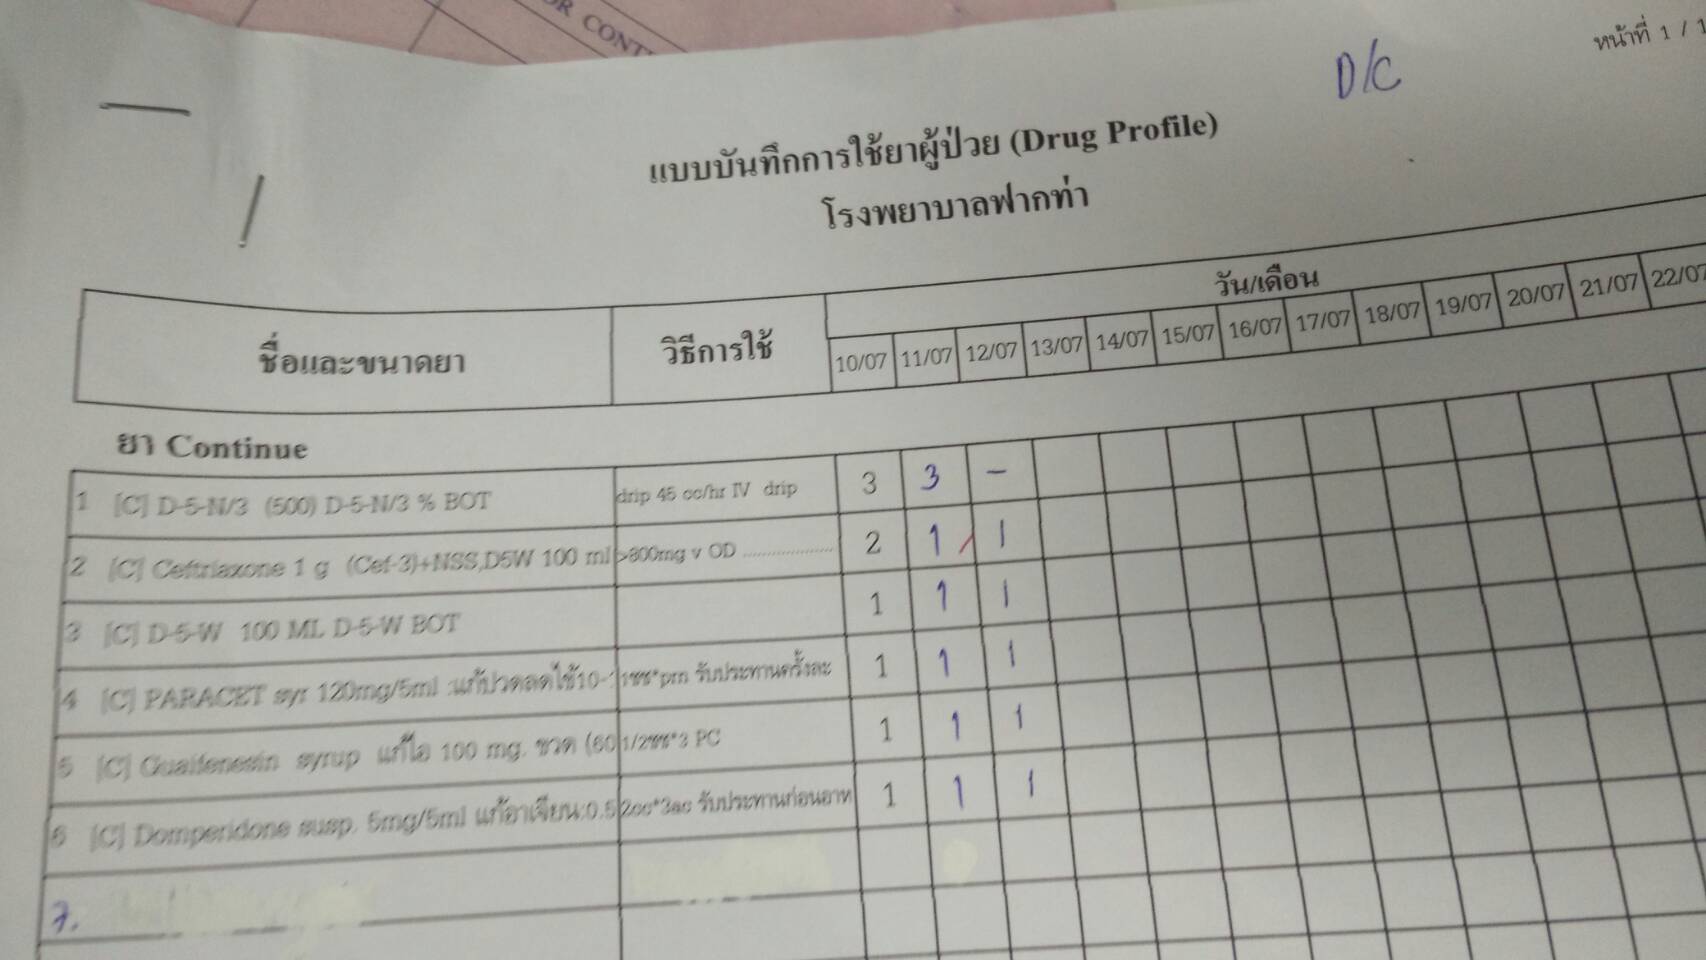 OR CONT
หน้าที่ 1 / 1
D/C
แบบบันทึกการใช้ยาผู้ป่วย (Drug Profile)
โรงพยาบาลฟากท่า
ชื่อและขนาดยา วิธีการใช้ วัน/เดือน
10/07 11/07 12/07 13/07 14/07 15/07 16/07 17/07 18/07 19/07 20/07 21/07 22/07
ยา Continue
1 [C] D-5-N/3 (500) D-5-N/3 % BOT drip 45 cc/hr IV drip 3 3 -
2 [C] Ceftriaxone 1 g (Cef-3)+NSS,D5W 100 ml >800mg v OD .................... 2 1 / 1
3 [C] D-5-W 100 ML D-5-W BOT 1 1 1
4 [C] PARACET syr 120mg/5ml :แก้ปวดลดไข้10- 1ชช*prn รับประทานครั้งละ 1 1 1
5 [C] Guaifenesin syrup แก้ไอ 100 mg. ขวด (60 1/2ชช*3 PC 1 1 1
6 [C] Domperidone susp. 5mg/5ml แก้อาเจียน:0.5 2cc*3ac รับประทานก่อนอาห 1 1 1
7.